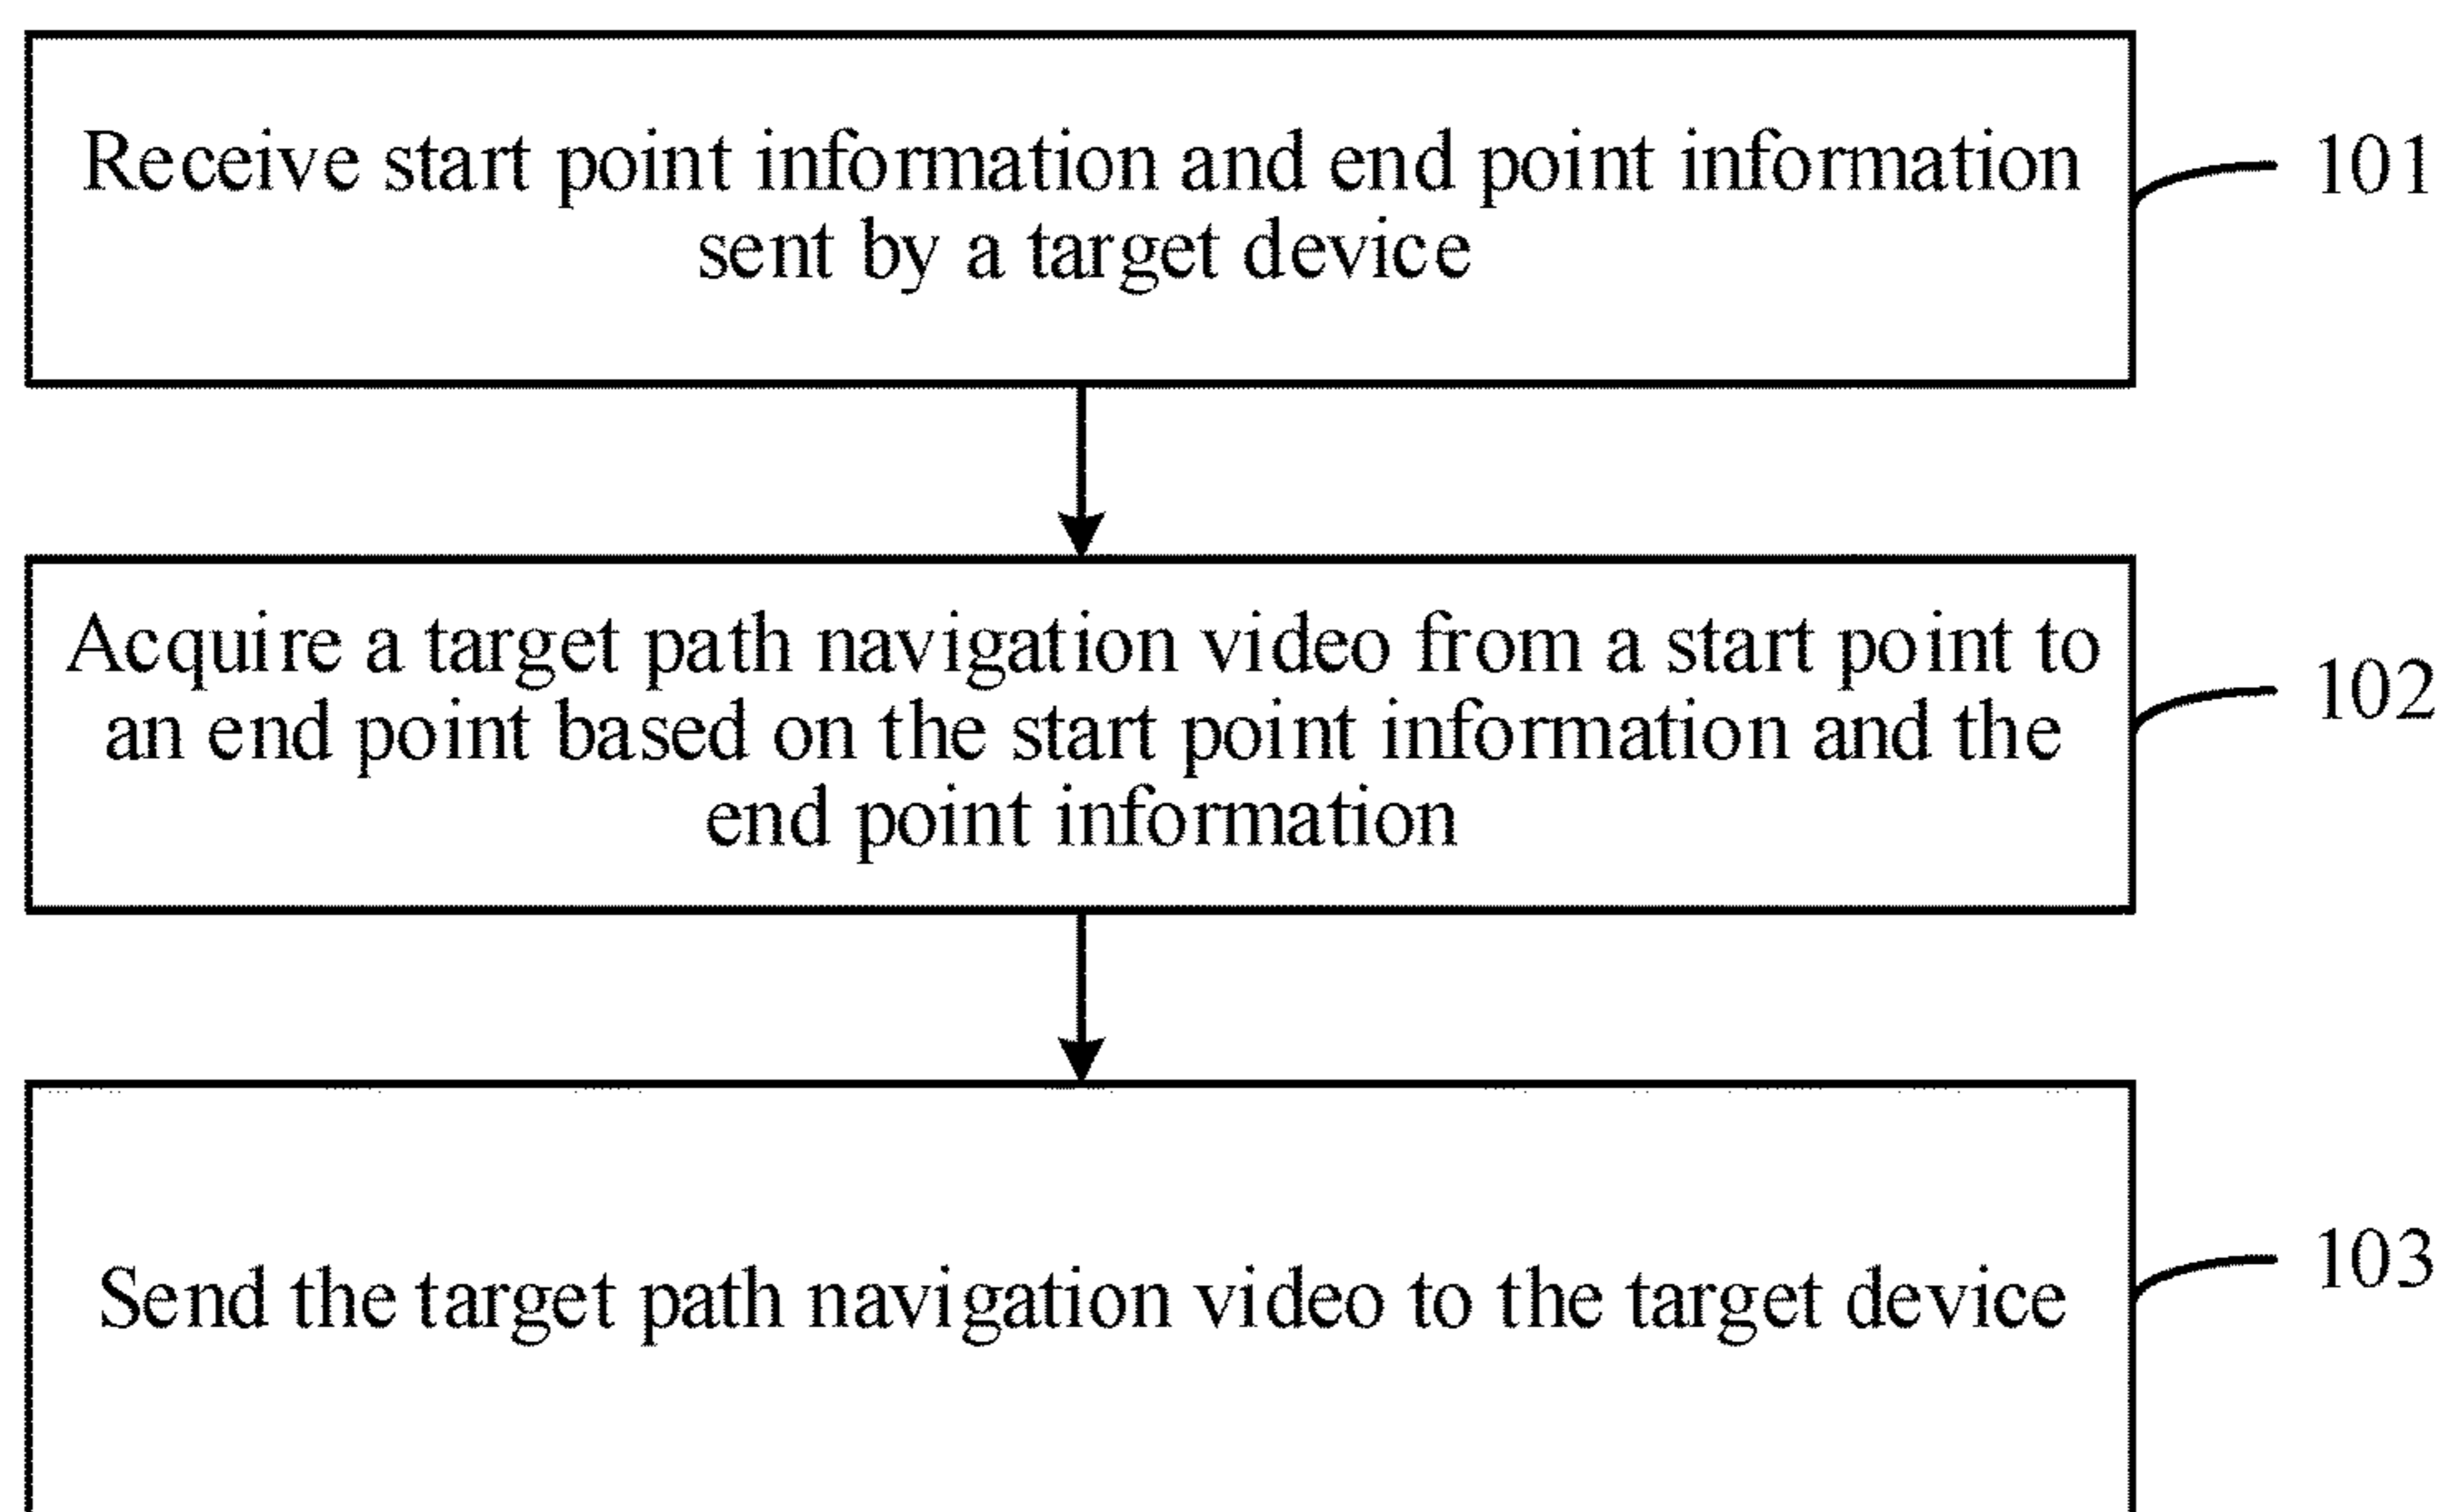 Receive start point information and end point information
sent by a target device
101
Acquire a target path navigation video from a start point to
an end point based on the start point information and the
end point information
102
Send the target path navigation video to the target device
103